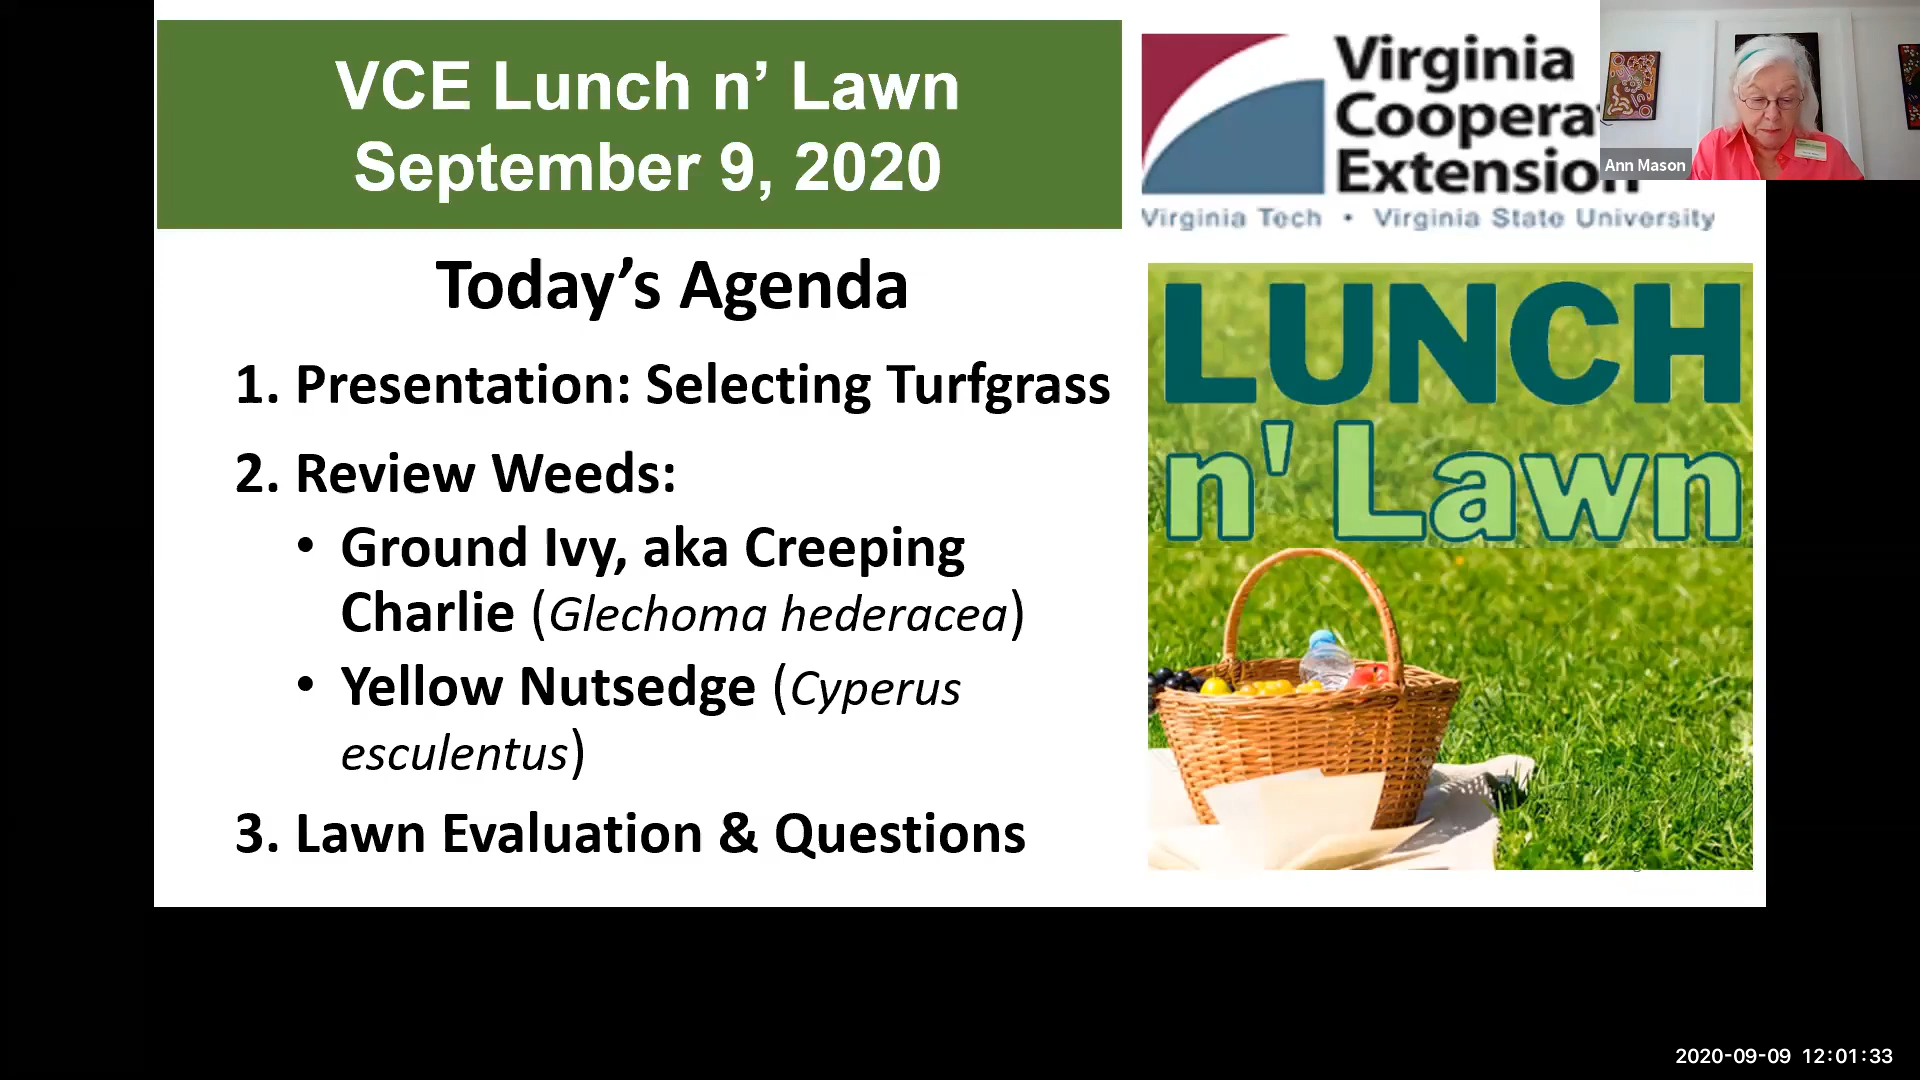 VCE Lunch n’ Lawn
September 9, 2020
Virginia
Coopera
Extension
Virginia Tech • Virginia State University
Ann Mason
Today’s Agenda
1. Presentation: Selecting Turfgrass
2. Review Weeds:
• Ground Ivy, aka Creeping
Charlie (Glechoma hederacea)
• Yellow Nutsedge (Cyperus
esculentus)
3. Lawn Evaluation & Questions
LUNCH
n' Lawn
2020-09-09 12:01:33